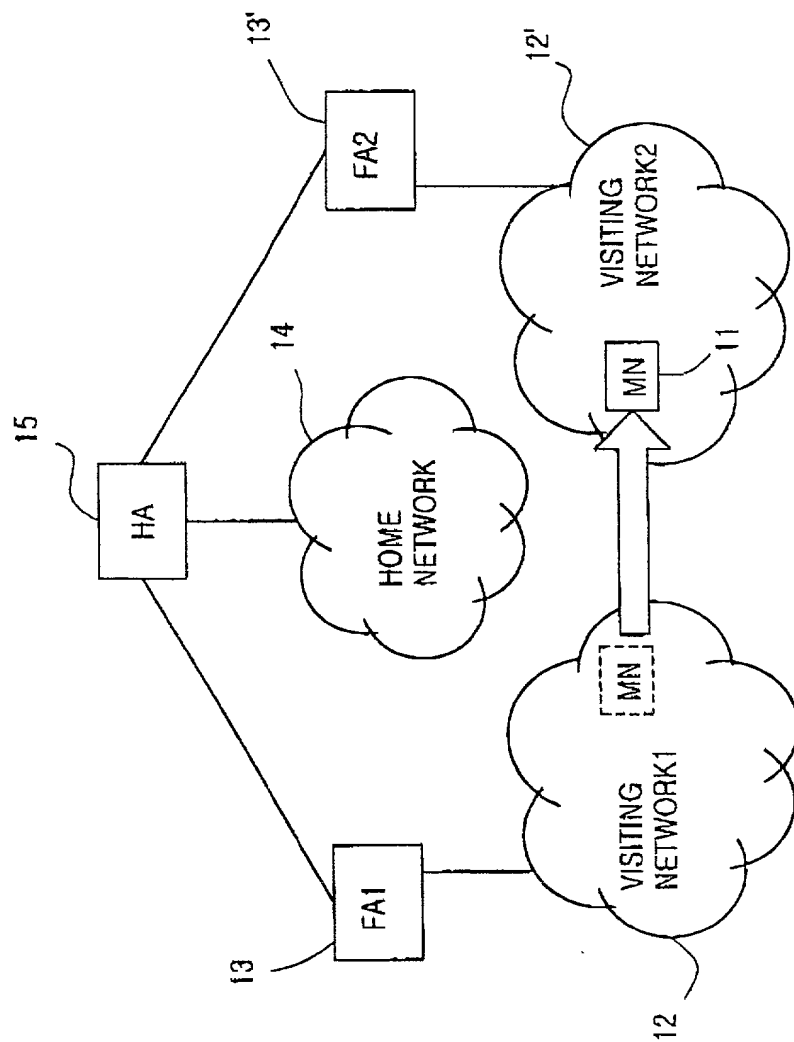 15
HA
13
FA1
14
HOME
NETWORK
13'
FA2
12
VISITING
NETWORK1
MN
12'
VISITING
NETWORK2
MN
11